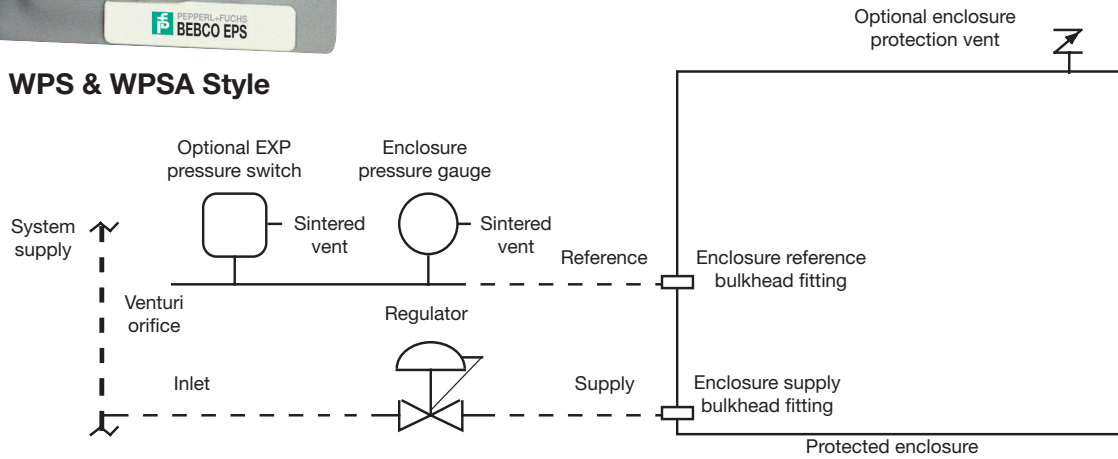 PEPPERL+FUCHS
BEBCO EPS
WPS & WPSA Style
Optional enclosure
protection vent
Optional EXP
pressure switch
Enclosure
pressure gauge
System
supply
Sintered
vent
Sintered
vent
Reference
Enclosure reference
bulkhead fitting
Venturi
orifice
Regulator
Inlet
Supply
Enclosure supply
bulkhead fitting
Protected enclosure